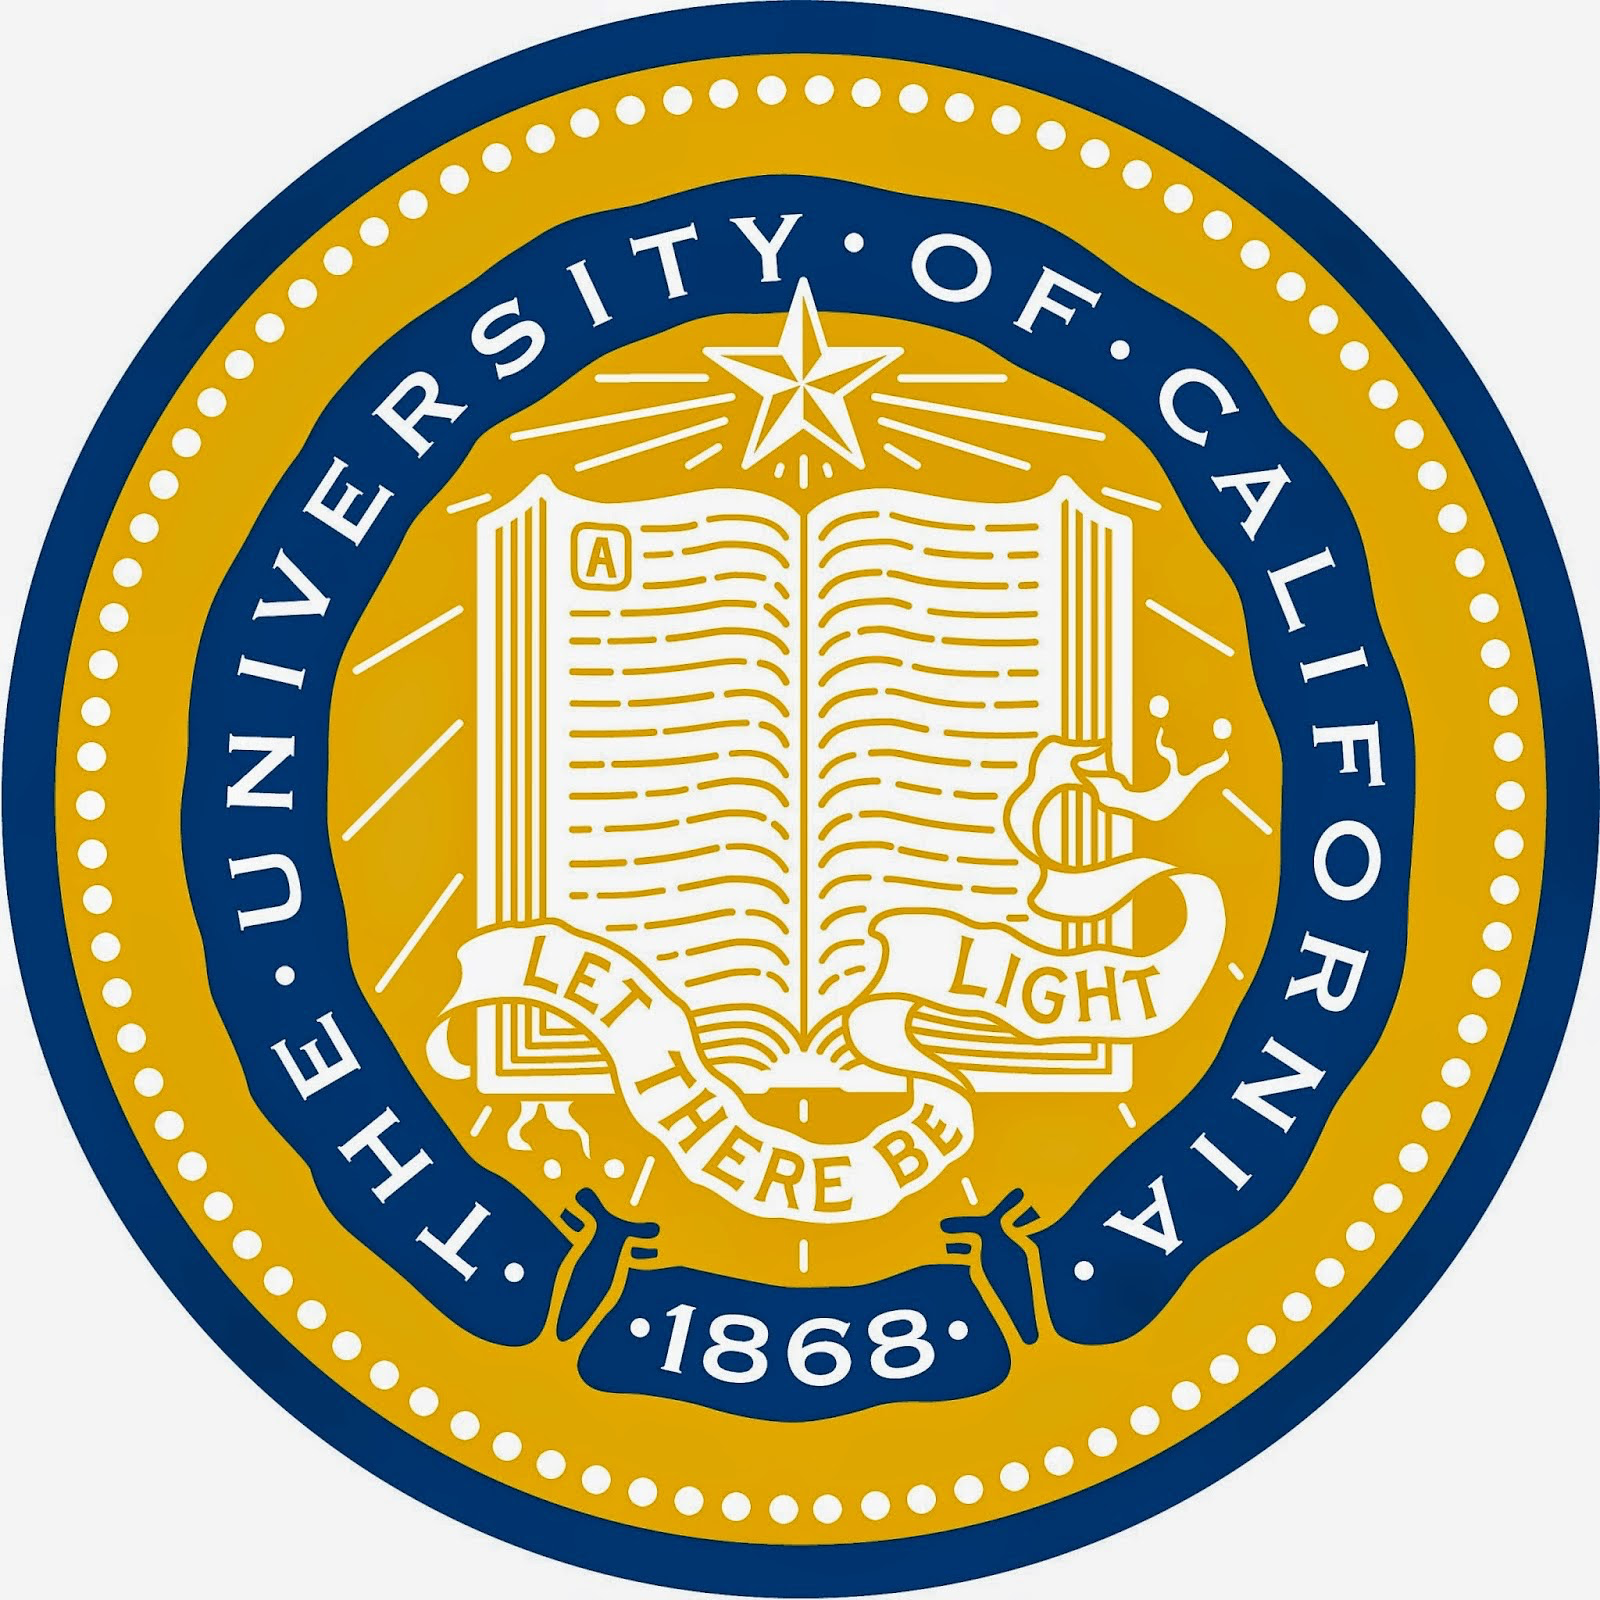 ·THE·UNIVERSITY·OF·CALIFORNIA·
A
LET THERE BE LIGHT
·1868·